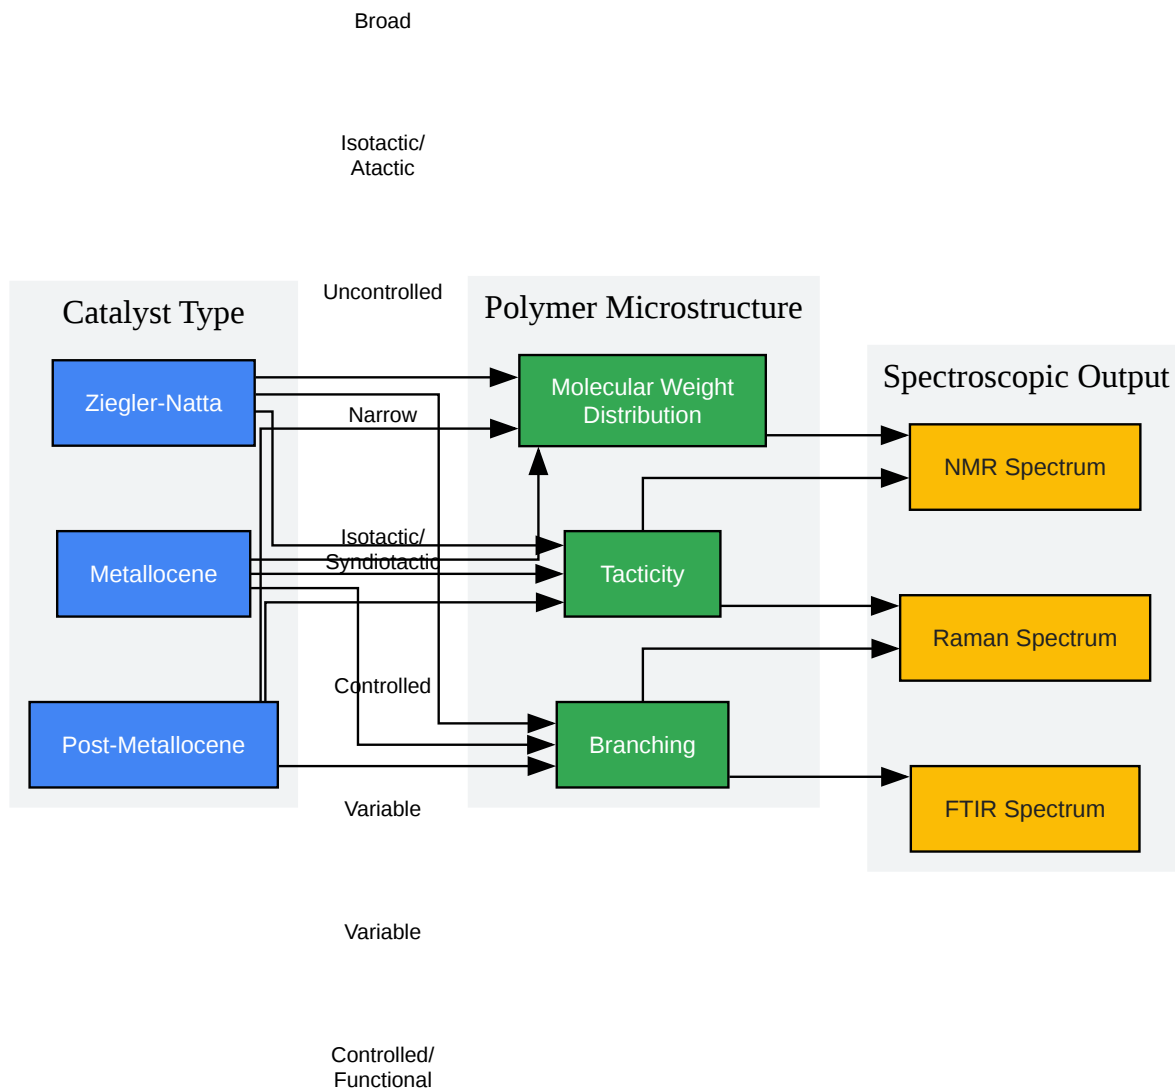 Broad
Isotactic/
Atactic
Uncontrolled
Catalyst Type
Polymer Microstructure
Ziegler-Natta
Molecular Weight
Distribution
Spectroscopic Output
Narrow
NMR Spectrum
Isotactic/
Syndiotactic
Metallocene
Tacticity
Raman Spectrum
Controlled
Post-Metallocene
Branching
Variable
FTIR Spectrum
Variable
Controlled/
Functional